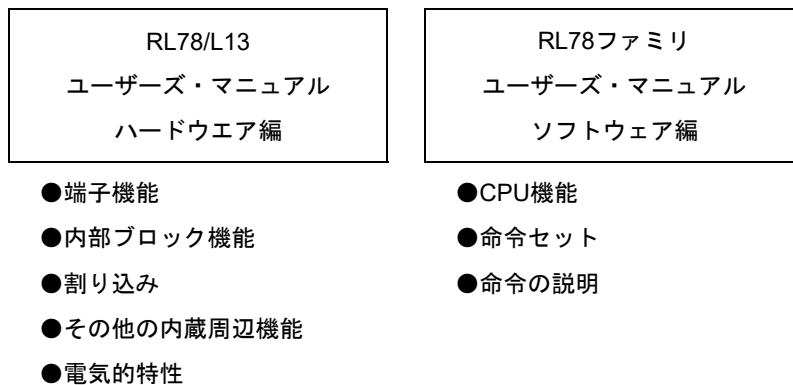 RL78/L13
ユーザーズ・マニュアル
ハードウエア編
●端子機能
●内部ブロック機能
●割り込み
●その他の内蔵周辺機能
●電気的特性
RL78ファミリ
ユーザーズ・マニュアル
ソフトウェア編
●CPU機能
●命令セット
●命令の説明